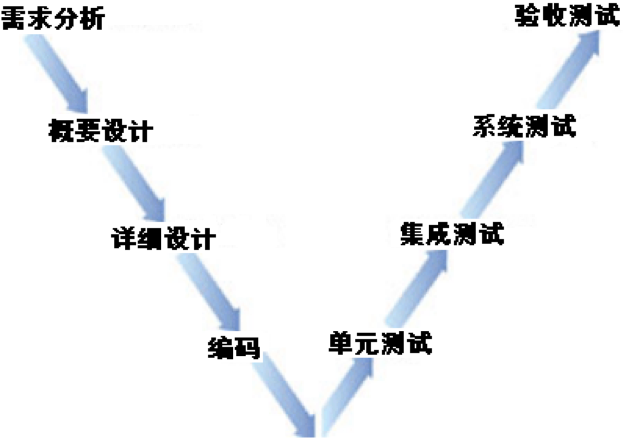 需求分析
验收测试
概要设计
系统测试
详细设计
集成测试
编码
单元测试